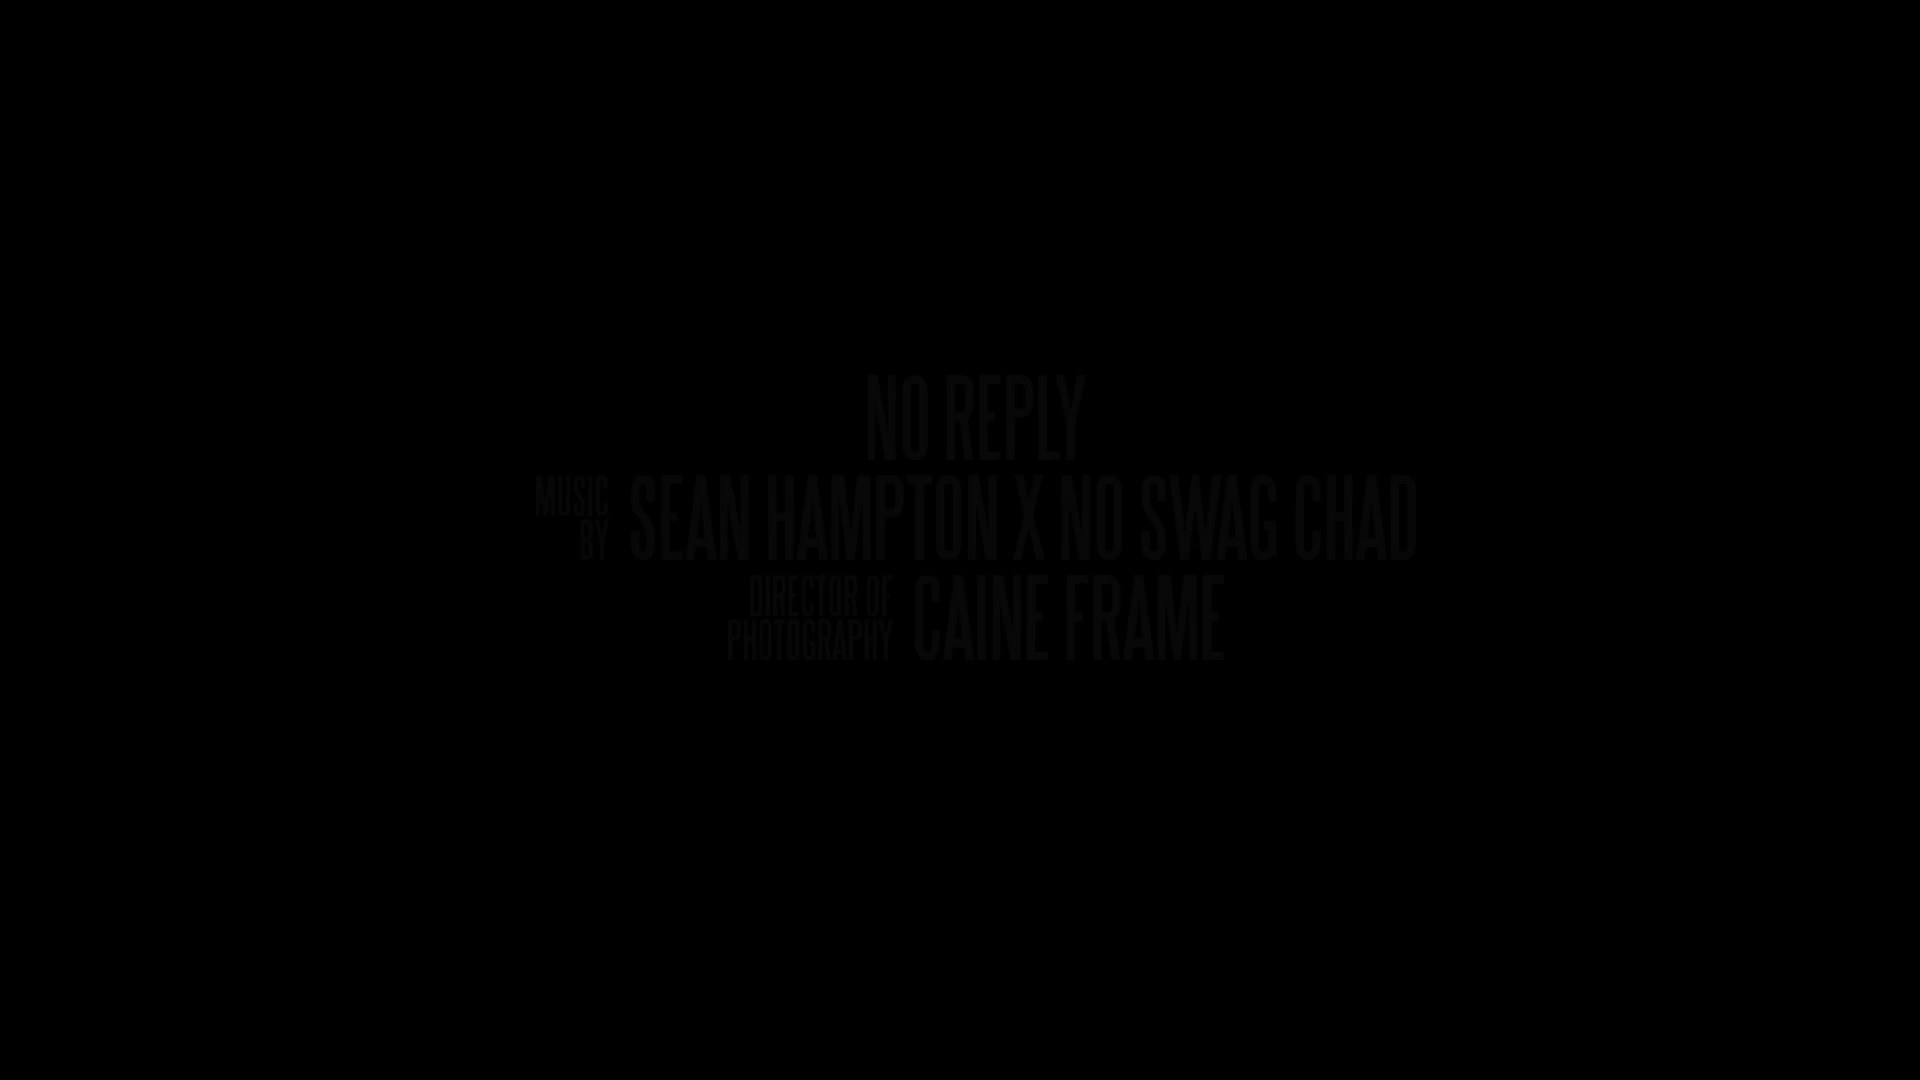 NO REPLY
MUSIC BY SEAN HAMPTON X NO SWAG CHAD
DIRECTOR OF PHOTOGRAPHY CAINE FRAME